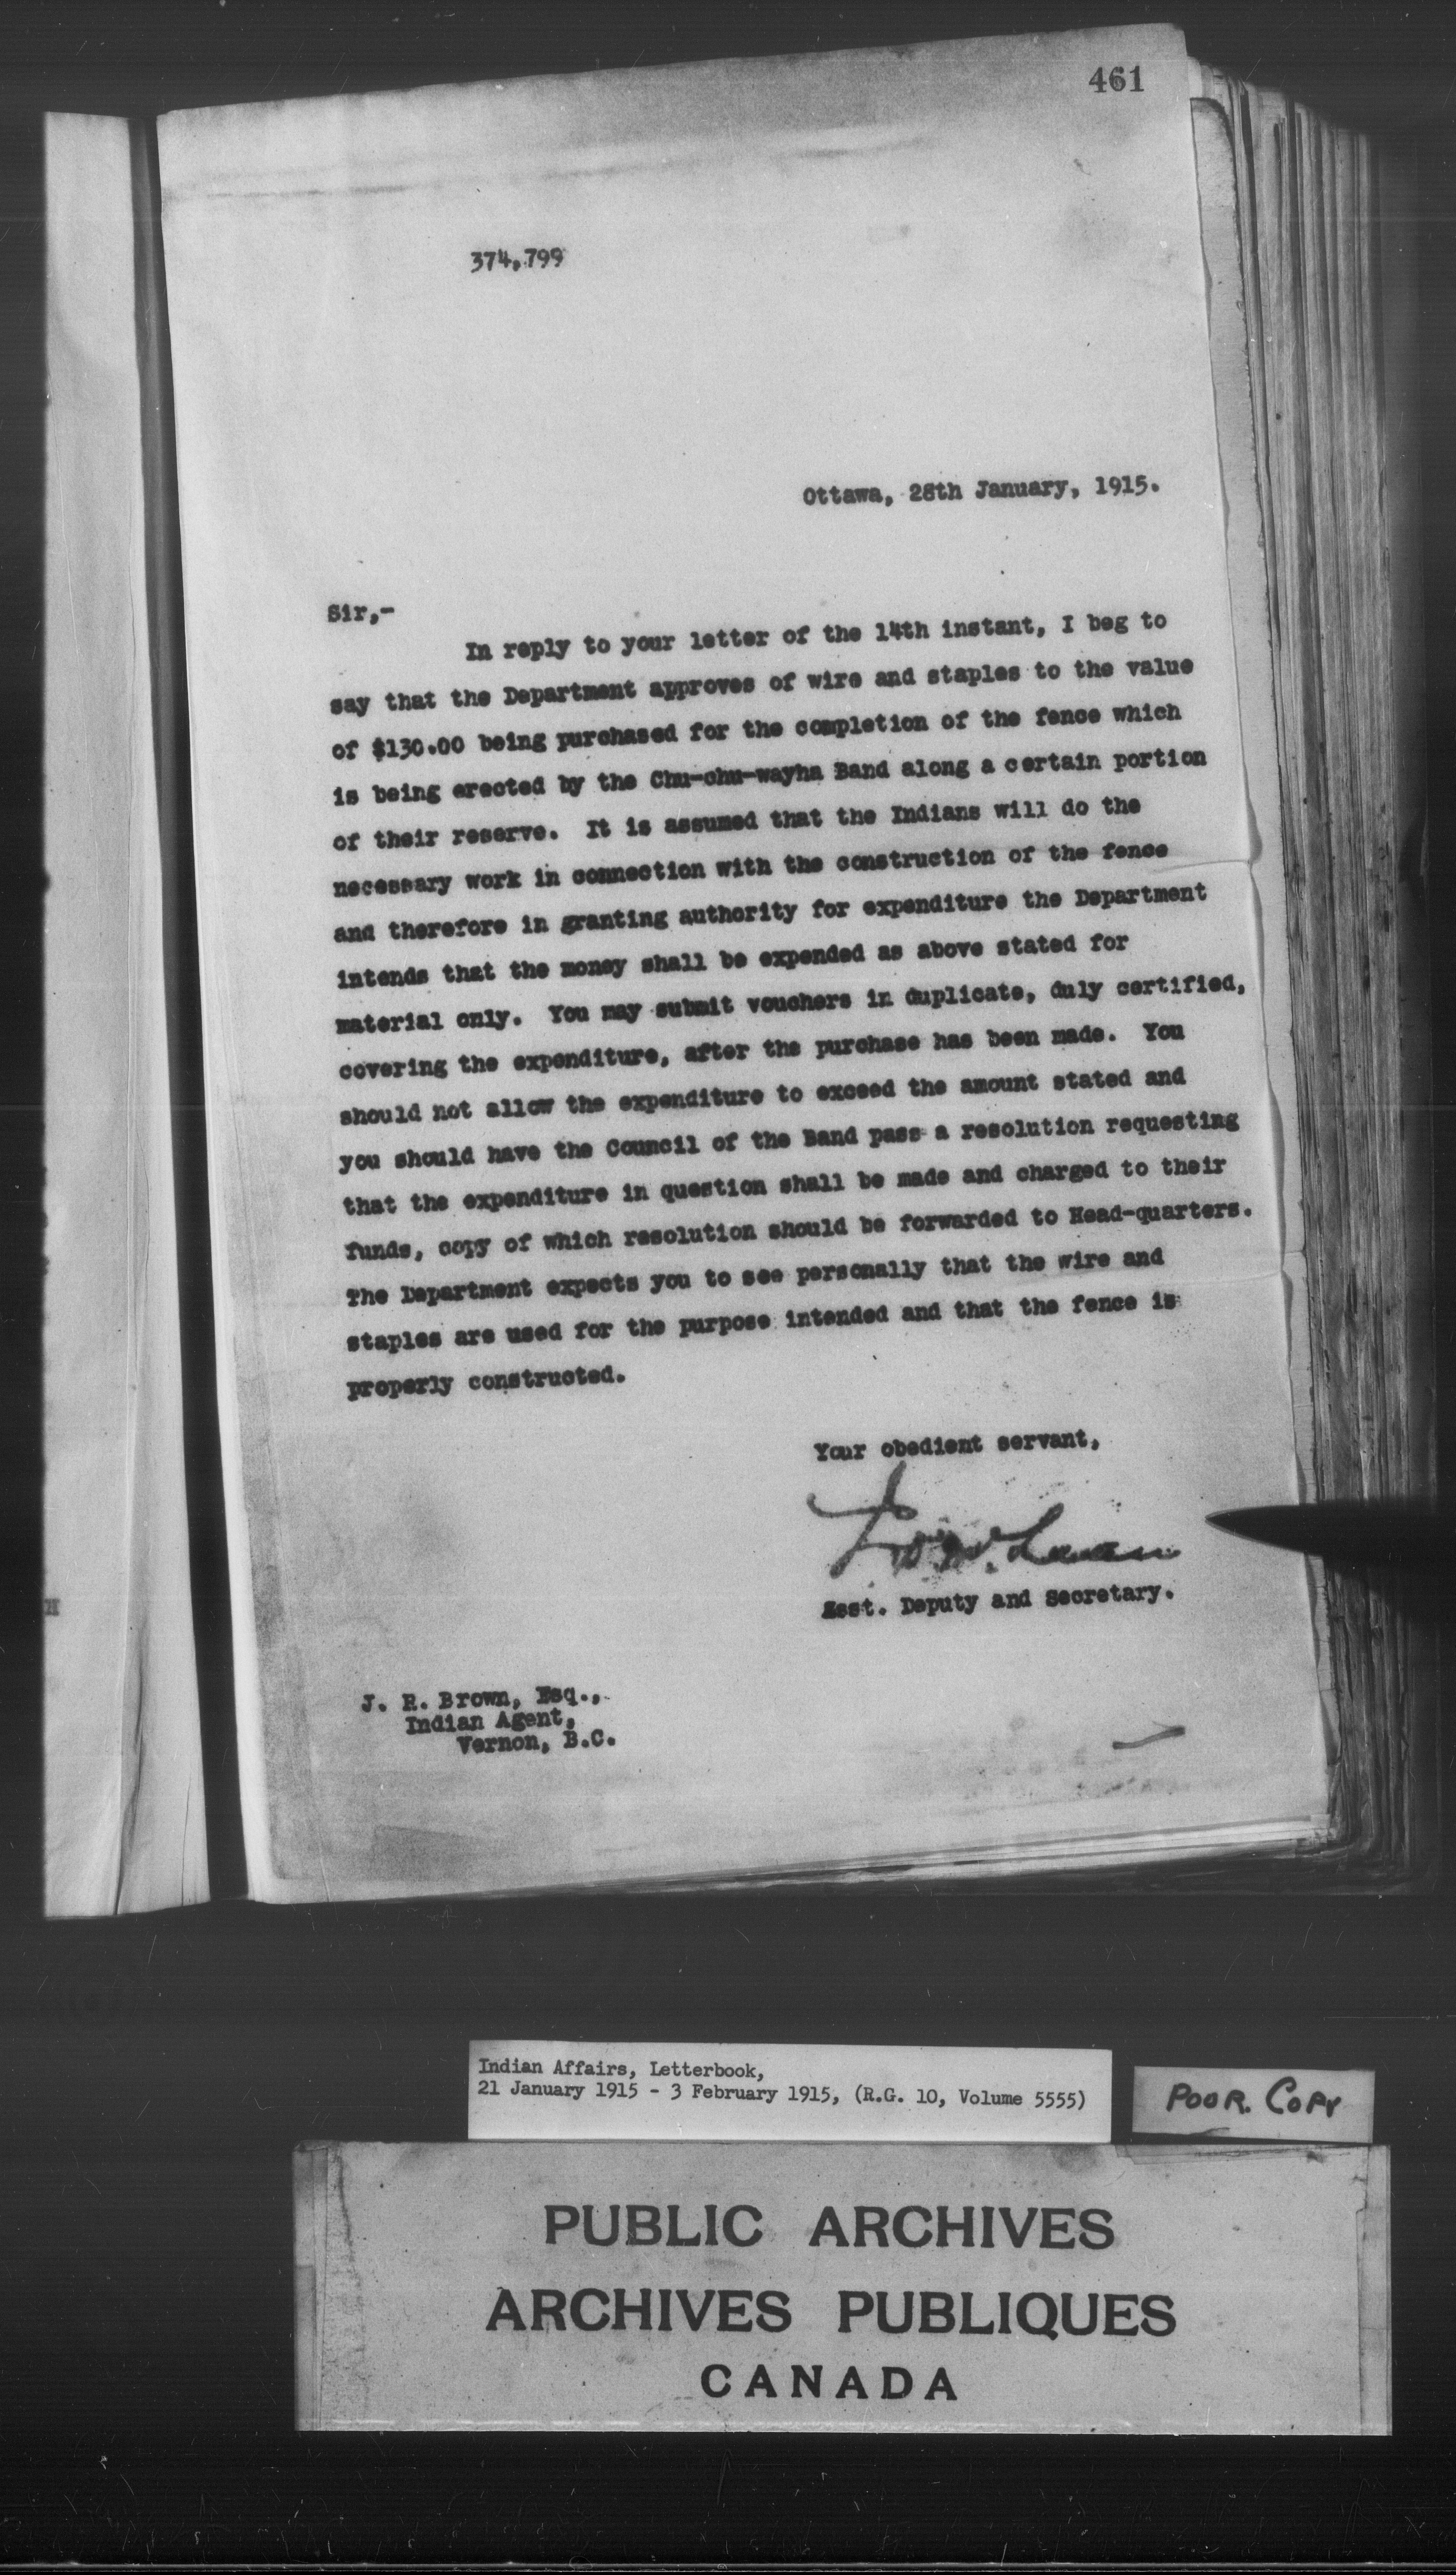 461
374,799
Ottawa, 28th January, 1915.
Sir,-
In reply to your letter of the 14th instant, I beg to
say that the Department approves of wire and staples to the value
of $130.00 being purchased for the completion of the fence which
is being erected by the Chu-chu-wayha Band along a certain portion
of their reserve. It is assumed that the Indians will do the
necessary work in connection with the construction of the fence
and therefore in granting authority for expenditure the Department
intends that the money shall be expended as above stated for
material only. You may submit vouchers in duplicate, duly certified,
covering the expenditure, after the purchase has been made. You
should not allow the expenditure to exceed the amount stated and
you should have the Council of the Band pass a resolution requesting
that the expenditure in question shall be made and charged to their
funds, copy of which resolution should be forwarded to Head-quarters.
The Department expects you to see personally that the wire and
staples are used for the purpose intended and that the fence is
properly constructed.
Your obedient servant,
Asst. Deputy and Secretary.
J. R. Brown, Esq.,
Indian Agent,
Vernon, B.C.
Indian Affairs, Letterbook,
21 January 1915 - 3 February 1915, (R.G. 10, Volume 5555)
POOR. COPY
PUBLIC ARCHIVES
ARCHIVES PUBLIQUES
CANADA